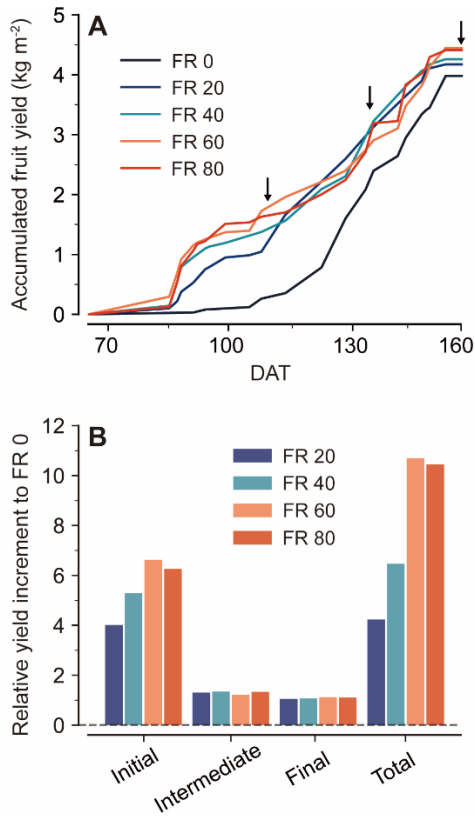 A
Accumulated fruit yield (kg m⁻²)
5
4
3
2
1
0
FR 0
FR 20
FR 40
FR 60
FR 80
70
100
130
160
DAT
B
Relative yield increment to FR 0
12
10
8
6
4
2
0
FR 20
FR 40
FR 60
FR 80
Initial
Intermediate
Final
Total